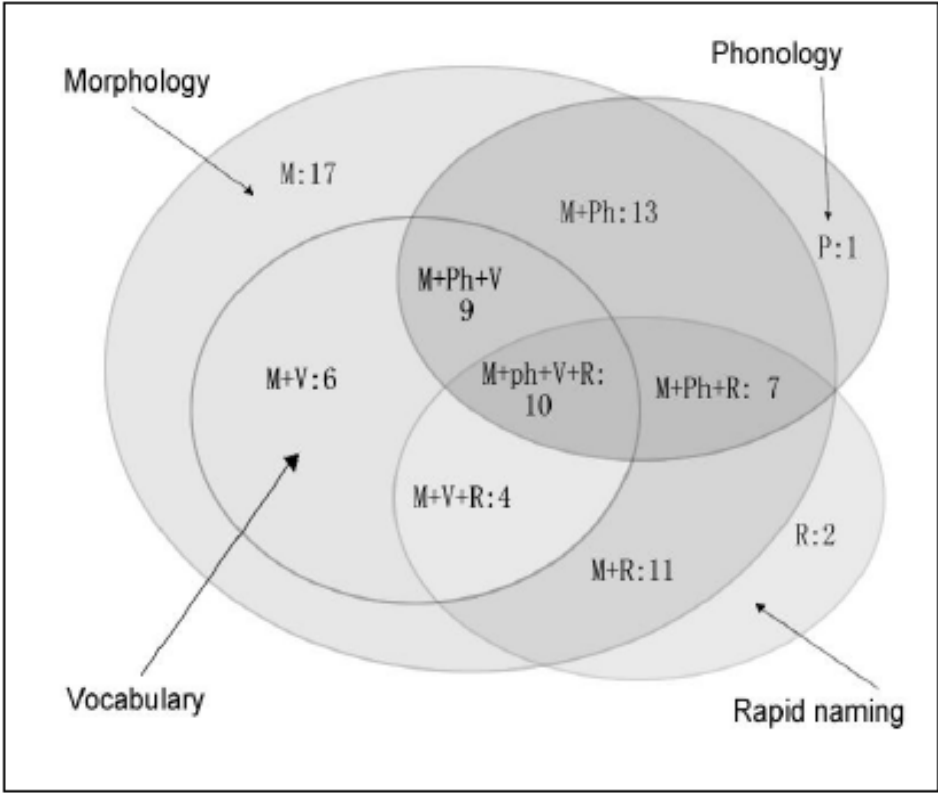 Phonology
Morphology
M:17
M+Ph:13
P:1
M+Ph+V
9
M+V:6
M+ph+V+R:
10
M+Ph+R: 7
M+V+R:4
R:2
M+R:11
Vocabulary
Rapid naming